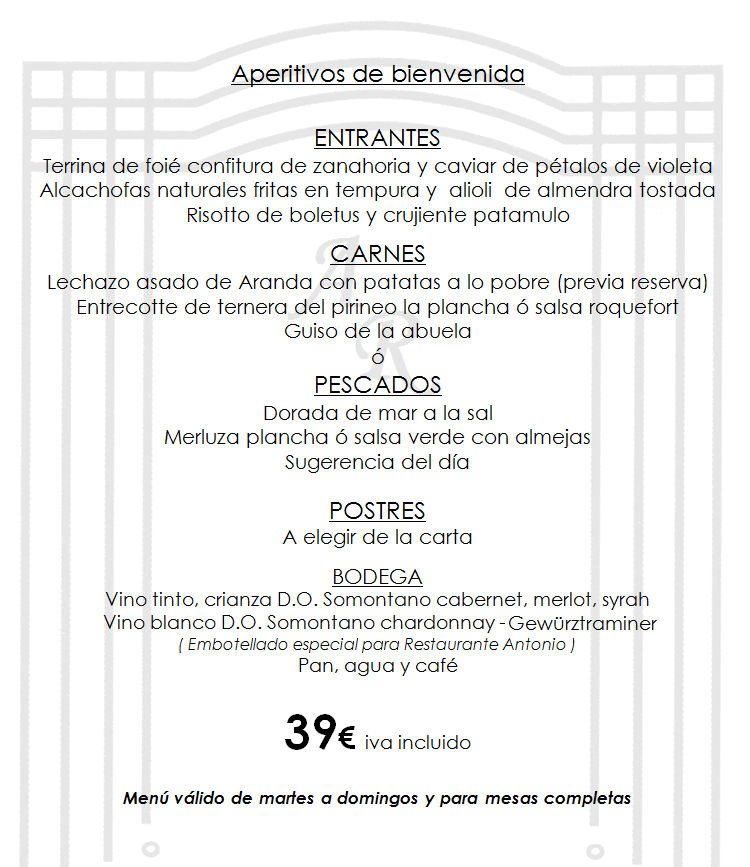 Aperitivos de bienvenida
ENTRANTES
Terrina de foié confitura de zanahoria y caviar de pétalos de violeta
Alcachofas naturales fritas en tempura y alioli de almendra tostada
Risotto de boletus y crujiente patamulo
AR
CARNES
Lechazo asado de Aranda con patatas a lo pobre (previa reserva)
Entrecotte de ternera del pirineo la plancha ó salsa roquefort
Guiso de la abuela
ó
PESCADOS
Dorada de mar a la sal
Merluza plancha ó salsa verde con almejas
Sugerencia del día
POSTRES
A elegir de la carta
BODEGA
Vino tinto, crianza D.O. Somontano cabernet, merlot, syrah
Vino blanco D.O. Somontano chardonnay - Gewürztraminer
( Embotellado especial para Restaurante Antonio )
Pan, agua y café
39€ iva incluido
Menú válido de martes a domingos y para mesas completas